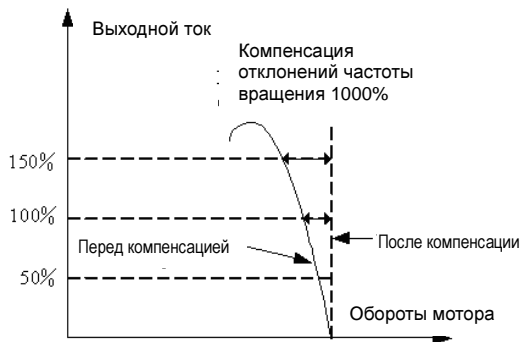 Выходной ток
Компенсация
отклонений частоты
вращения 1000%
150%
100%
Перед компенсацией
После компенсации
50%
Обороты мотора